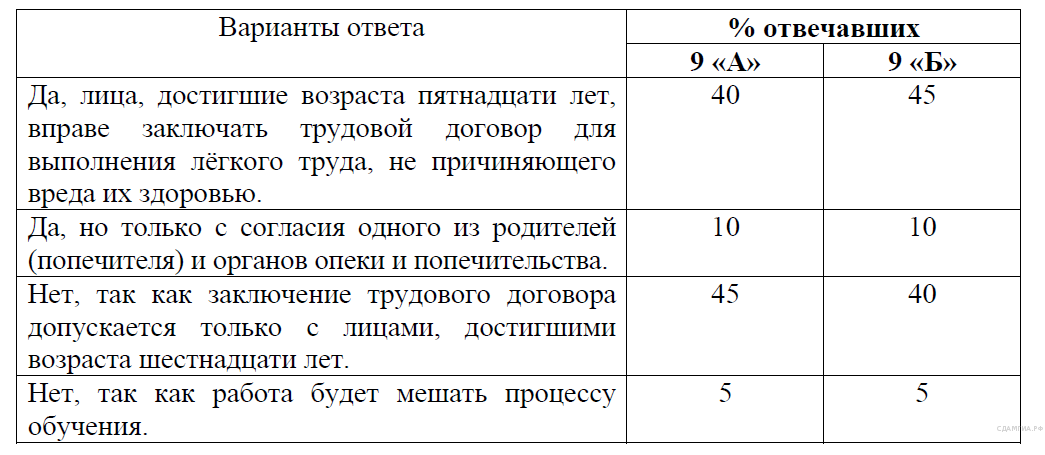 Варианты ответа
% отвечавших
9 «А»
9 «Б»
Да, лица, достигшие возраста пятнадцати лет,
вправе заключать трудовой договор для
выполнения лёгкого труда, не причиняющего
вреда их здоровью.
40
45
Да, но только с согласия одного из родителей
(попечителя) и органов опеки и попечительства.
10
10
Нет, так как заключение трудового договора
допускается только с лицами, достигшими
возраста шестнадцати лет.
45
40
Нет, так как работа будет мешать процессу
обучения.
5
5
СДАМГИА.РФ